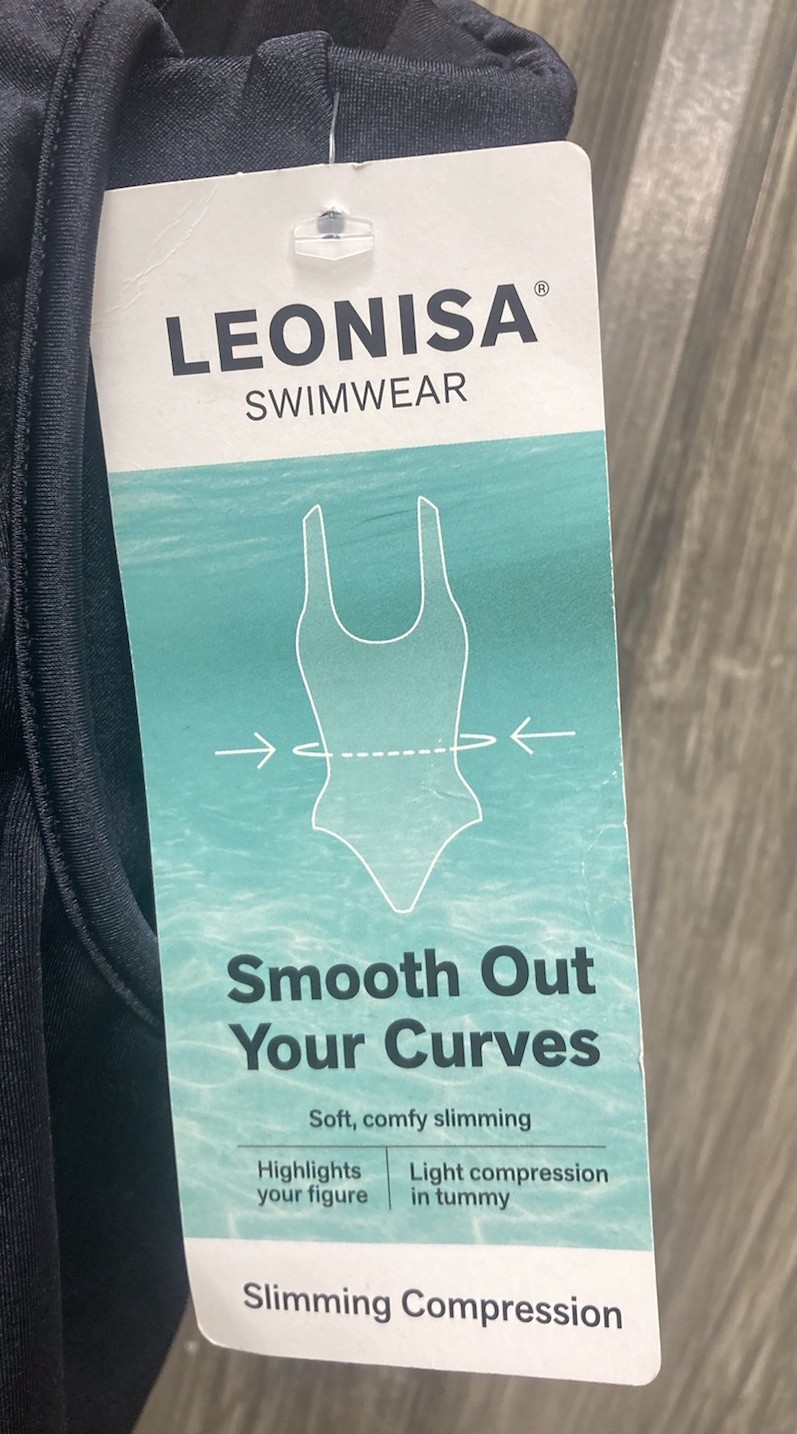 LEONISA®
SWIMWEAR
Smooth Out
Your Curves
Soft, comfy slimming
Highlights
your figure
Light compression
in tummy
Slimming Compression